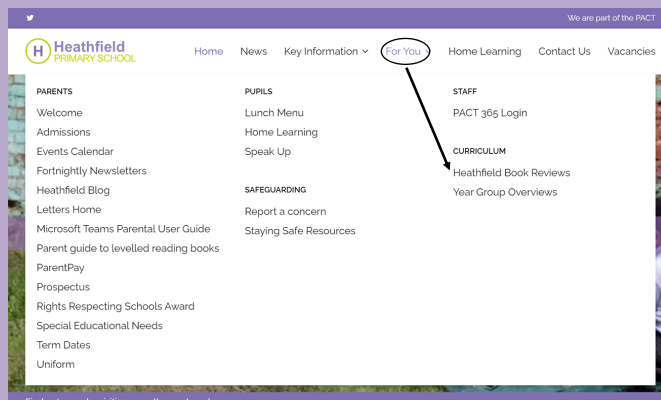 We are part of the PACT
H Heathfield
PRIMARY SCHOOL
Home News Key Information For You Home Learning Contact Us Vacancies
PARENTS
Welcome
Admissions
Events Calendar
Fortnightly Newsletters
Heathfield Blog
Letters Home
Microsoft Teams Parental User Guide
Parent guide to levelled reading books
ParentPay
Prospectus
Rights Respecting Schools Award
Special Educational Needs
Term Dates
Uniform
PUPILS
Lunch Menu
Home Learning
Speak Up
SAFEGUARDING
Report a concern
Staying Safe Resources
STAFF
PACT 365 Login
CURRICULUM
Heathfield Book Reviews
Year Group Overviews